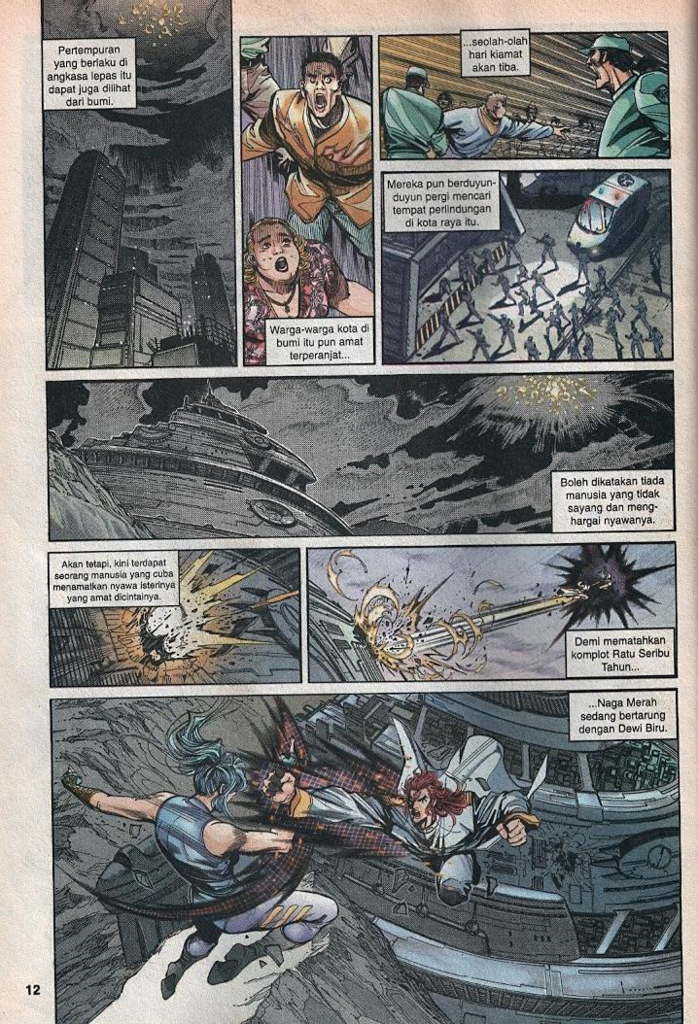 Pertempuran
yang berlaku di
angkasa lepas itu
dapat juga dilihat
dari bumi.
Warga-warga kota di
bumi itu pun amat
terperanjat...
...seolah-olah
hari kiamat
akan tiba.
Mereka pun berduyun-
duyun pergi mencari
tempat perlindungan
di kota raya itu.
Boleh dikatakan tiada
manusia yang tidak
sayang dan meng-
hargai nyawanya.
Akan tetapi, kini terdapat
seorang manusia yang cuba
menamatkan nyawa isterinya
yang amat dicintainya.
Demi mematahkan
komplot Ratu Seribu
Tahun...
...Naga Merah
sedang bertarung
dengan Dewi Biru.
12